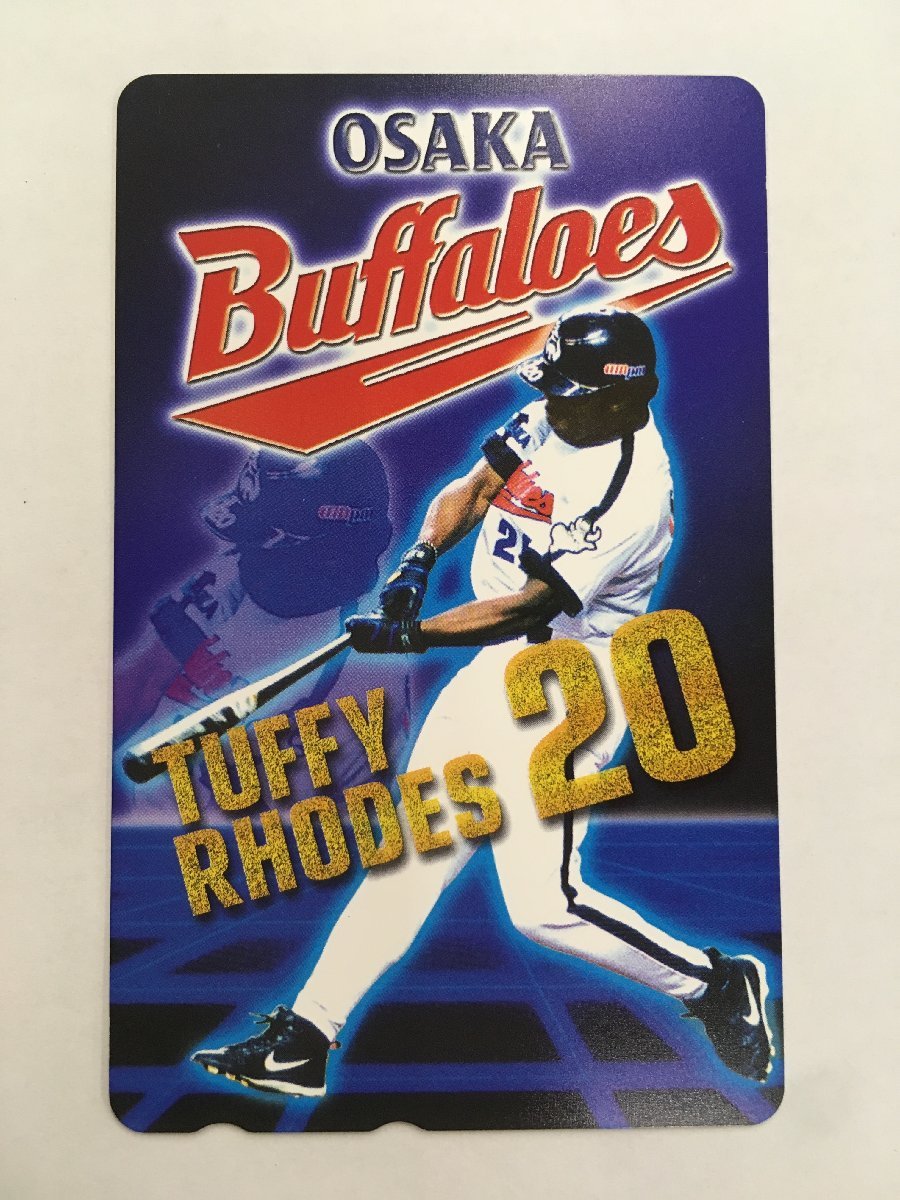 OSAKA
Buffaloes
TUFFY
RHODES
20